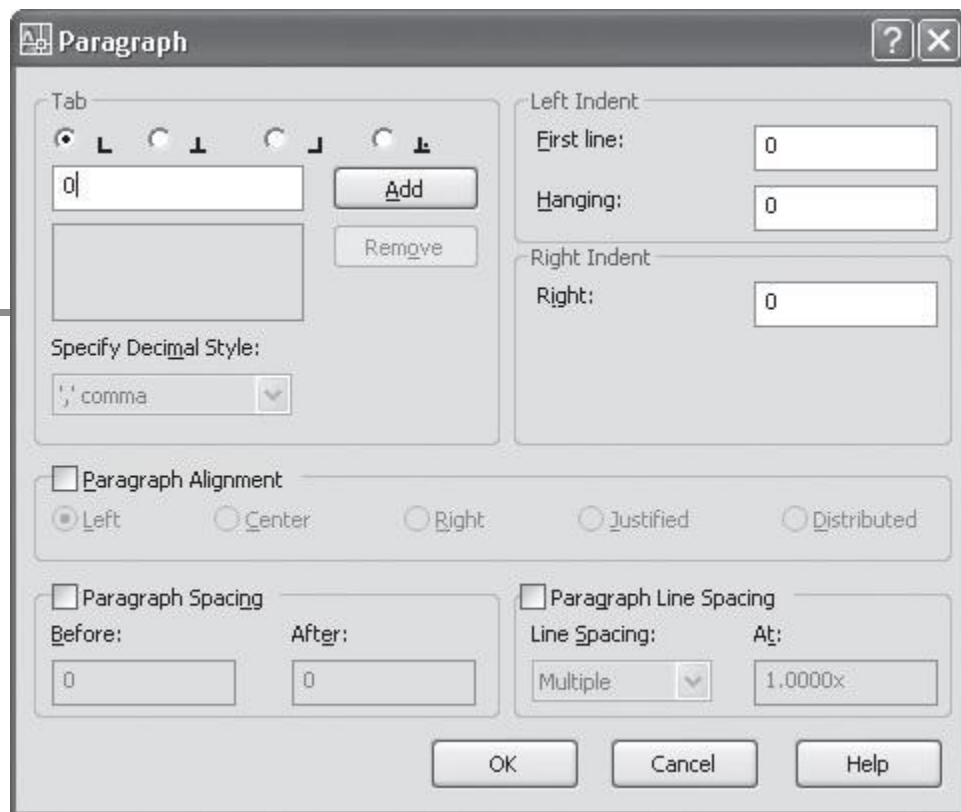 Paragraph
Tab
0
Add
Remove
Specify Decimal Style:
',' comma
Left Indent
First line:
0
Hanging:
0
Right Indent
Right:
0
Paragraph Alignment
Left Center Right Justified Distributed
Paragraph Spacing
Before: After:
0 0
Paragraph Line Spacing
Line Spacing: At:
Multiple 1.0000x
OK Cancel Help